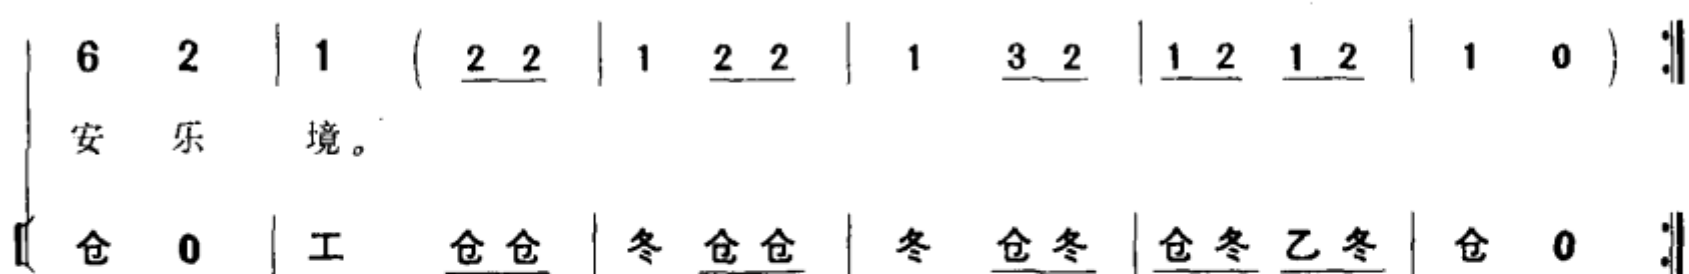 6 2 | 1 ( 2 2 | 1 2 2 | 1 3 2 | 1 2 1 2 | 1 0 ) :|
安 乐 境。
仓 0 | 工 仓 仓 | 冬 仓 仓 | 冬 仓 冬 | 仓 冬 乙 冬 | 仓 0 :|